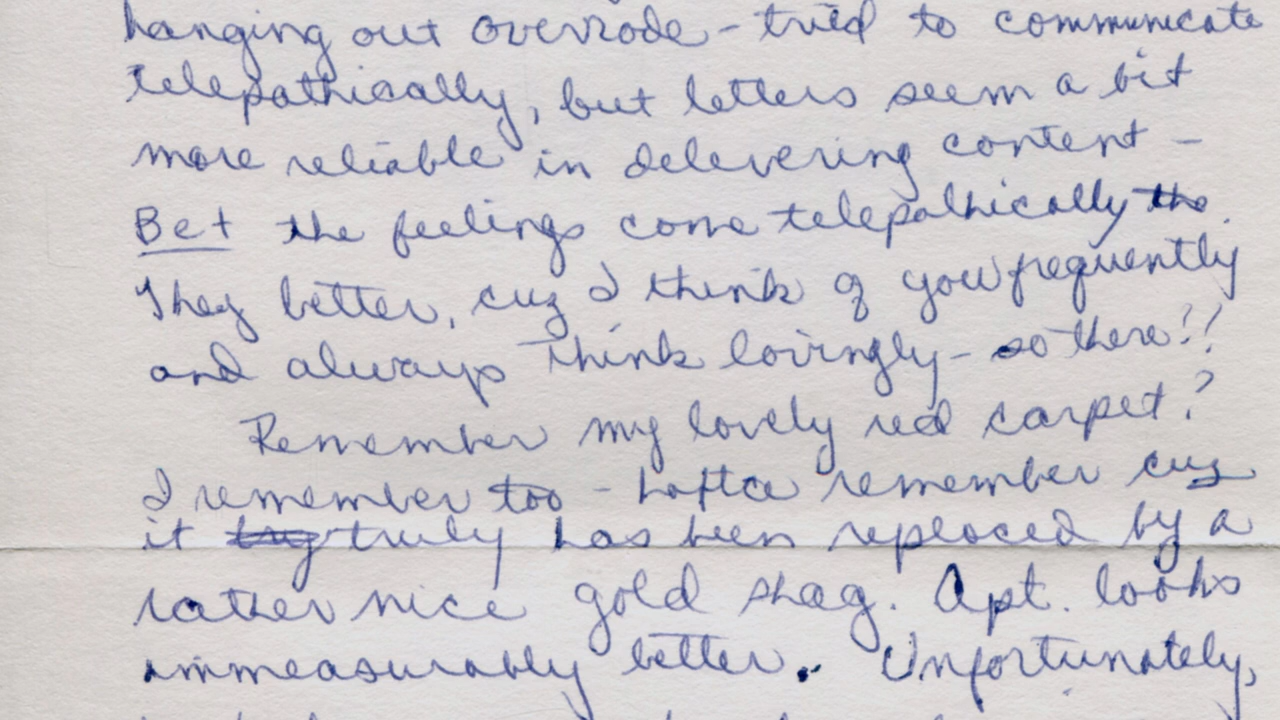 hanging out overrode - tried to communicate
telepathically, but letters seem a bit
more reliable in delevering content -
Bet the feelings come telepathically tho.
They better, cuz I think of you frequently
and always think lovingly - so there!!
Remember my lovely red carpet?
I remember too - haftta remember cuz
it truly has been replaced by a
rather nice gold shag. Apt. looks
immeasurably better. Unfortunately,